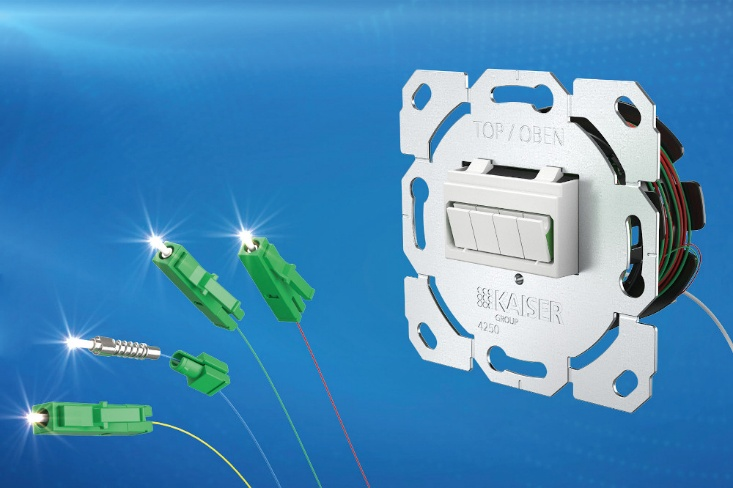 TOP / OBEN
KAISER
GROUP
4250